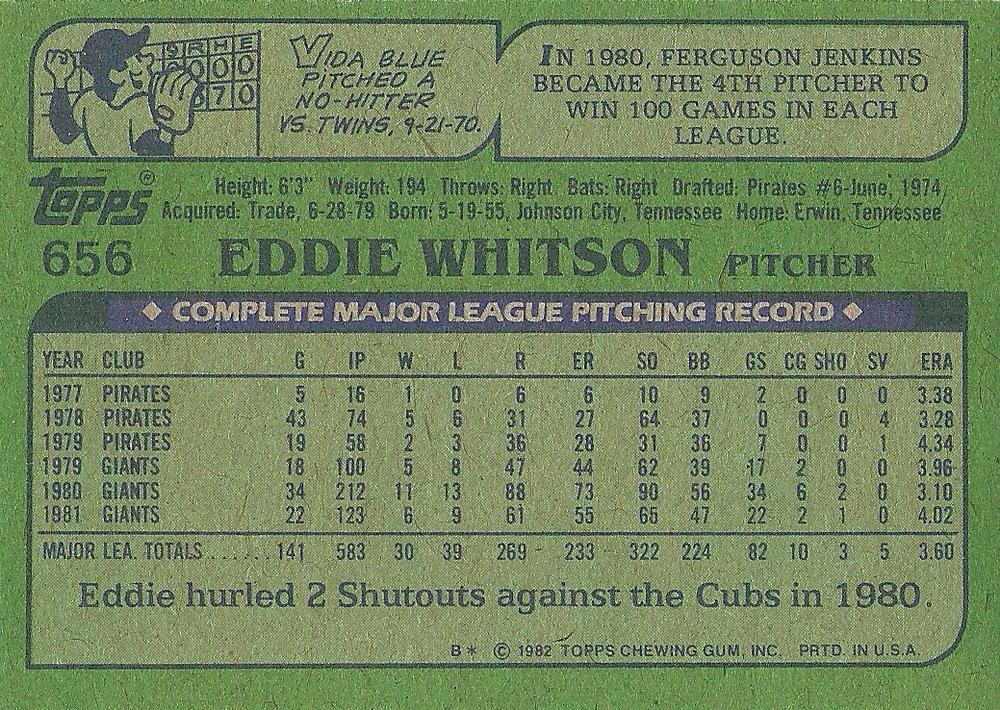 9 R H E
0 0 0
6 7 0
VIDA BLUE
PITCHED A
NO-HITTER
VS. TWINS, 9-21-70.
IN 1980, FERGUSON JENKINS
BECAME THE 4TH PITCHER TO
WIN 100 GAMES IN EACH
LEAGUE.
Topps®
Height: 6'3" Weight: 194 Throws: Right Bats: Right Drafted: Pirates #6-June, 1974
Acquired: Trade, 6-28-79 Born: 5-19-55, Johnson City, Tennessee Home: Erwin, Tennessee
656 EDDIE WHITSON PITCHER
◆ COMPLETE MAJOR LEAGUE PITCHING RECORD ◆
YEAR CLUB G IP W L R ER SO BB GS CG SHO SV ERA
1977 PIRATES 5 16 1 0 6 6 10 9 2 0 0 0 3.38
1978 PIRATES 43 74 5 6 31 27 64 37 0 0 0 4 3.28
1979 PIRATES 19 58 2 3 36 28 31 36 7 0 0 1 4.34
1979 GIANTS 18 100 5 8 47 44 62 39 17 2 0 0 3.96
1980 GIANTS 34 212 11 13 88 73 90 56 34 6 2 0 3.10
1981 GIANTS 22 123 6 9 61 55 65 47 22 2 1 0 4.02
MAJOR LEA. TOTALS...... 141 583 30 39 269 233 322 224 82 10 3 5 3.60
Eddie hurled 2 Shutouts against the Cubs in 1980.
B* © 1982 TOPPS CHEWING GUM, INC. PRTD. IN U.S.A.